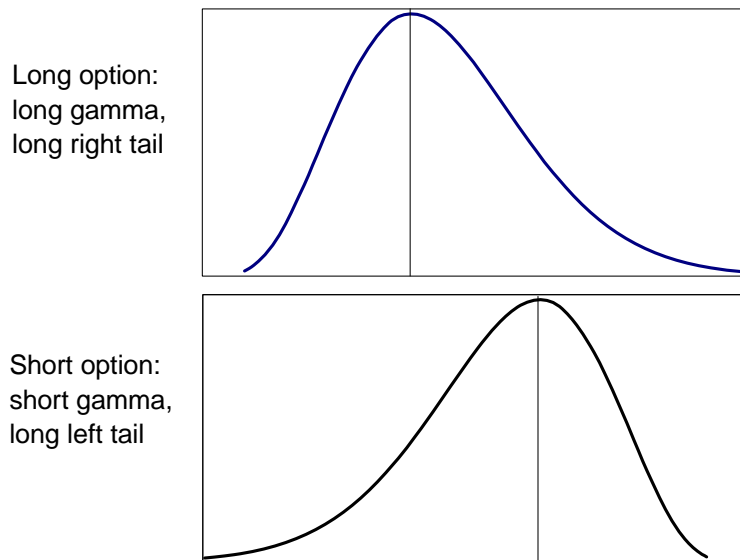 Long option:
long gamma,
long right tail
Short option:
short gamma,
long left tail